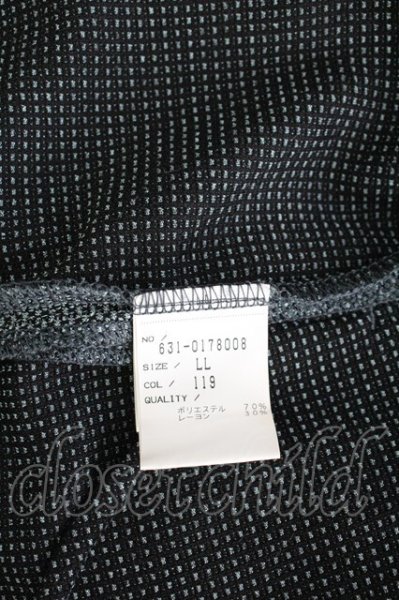 NO / 631-0178008
SIZE / LL
COL / 119
QUALITY /
ポリエステル 70%
レーヨン 30%
closet child